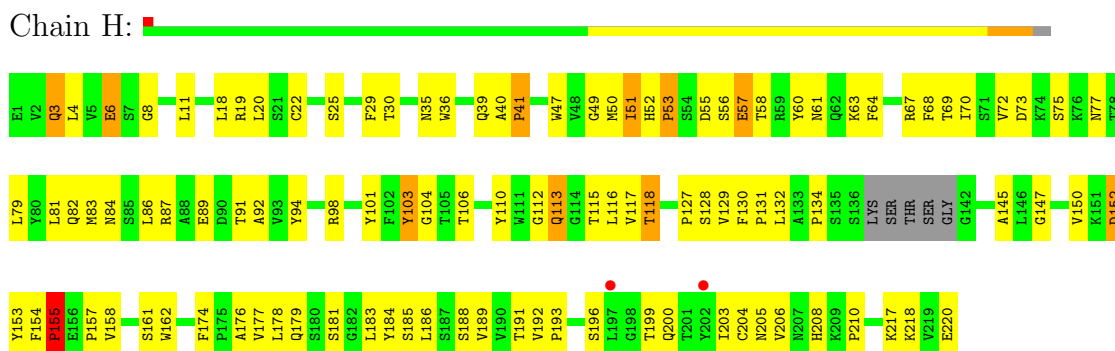 Chain H:
E1 V2 Q3 L4 V5 E6 S7 G8 L11 L18 R19 L20 S21 C22 S25 F29 T30 N35 W36 Q39 A40 P41 W47 V48 G49 M50 I51 H52 P53 S54 D55 S56 E57 T58 R59 Y60 N61 Q62 K63 F64 R67 F68 T69 I70 S71 V72 D73 K74 S75 K76 N77 T78
L79 Y80 L81 Q82 M83 N84 S85 L86 R87 A88 E89 D90 T91 A92 V93 Y94 R98 Y101 F102 Y103 G104 T105 T106 Y110 W111 G112 Q113 G114 T115 L116 V117 T118 P127 S128 V129 F130 P131 L132 A133 P134 S135 S146 LYS SER THR SER GLY G142 A145 L146 G147 V150 K151 D152
Y153 F154 P155 E156 P157 V158 S161 W162 F174 P175 A176 V177 L178 Q179 S180 S181 G182 L183 Y184 S185 L186 S187 S188 V189 V190 T191 V192 P193 S196 L197 G198 T199 Q200 T201 Y202 I203 C204 N205 V206 N207 H208 K209 P210 K217 K218 V219 E220